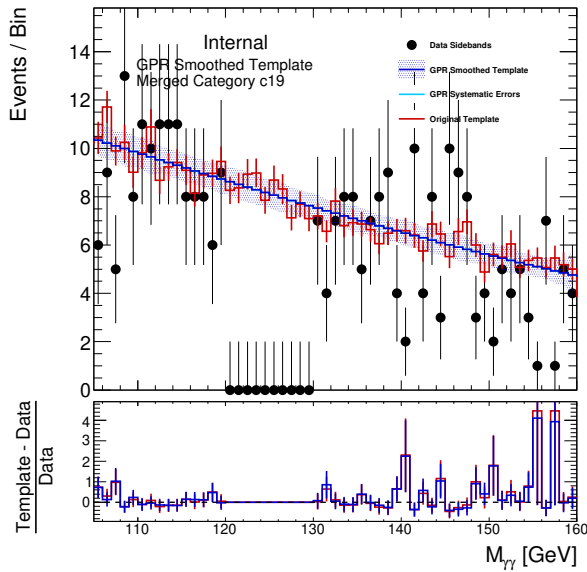 Events / Bin
Internal
GPR Smoothed Template
Merged Category c19
Data Sidebands
GPR Smoothed Template
GPR Systematic Errors
Original Template
14
12
10
8
6
4
2
0
Template - Data
Data
4
3
2
1
0
110
120
130
140
150
160
Mγγ [GeV]